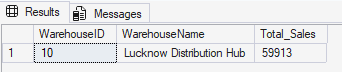 Results Messages
WarehouseID WarehouseName Total_Sales
1 10 Lucknow Distribution Hub 59913